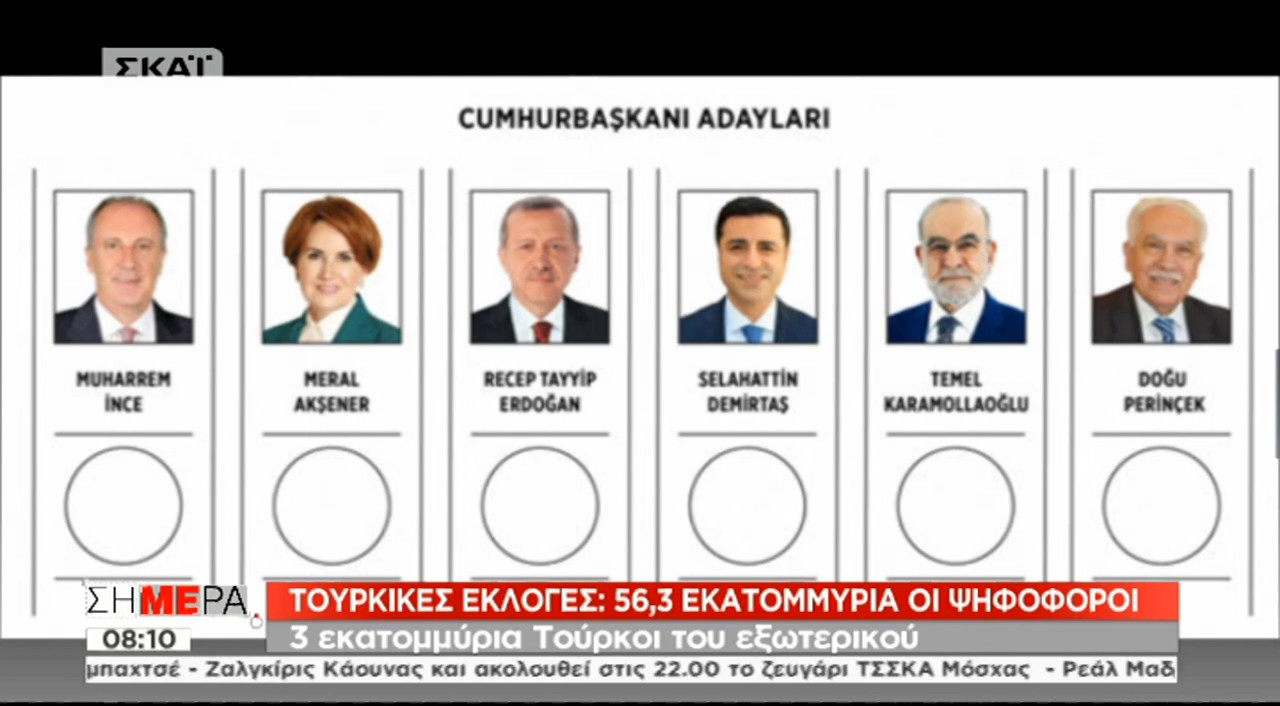 ΣΚΑΪ
CUMHURBAŞKANI ADAYLARI
MUHARREM
İNCE
MERAL
AKŞENER
RECEP TAYYİP
ERDOĞAN
SELAHATTİN
DEMİRTAŞ
TEMEL
KARAMOLLAOĞLU
DOĞU
PERİNÇEK
ΣΗΜΕΡΑ
ΤΟΥΡΚΙΚΕΣ ΕΚΛΟΓΕΣ: 56,3 ΕΚΑΤΟΜΜΥΡΙΑ ΟΙ ΨΗΦΟΦΟΡΟΙ
08:10
3 εκατομμύρια Τούρκοι του εξωτερικού
μπαχτσέ - Ζαλγκίρις Κάουνας και ακολουθεί στις 22.00 το ζευγάρι ΤΣΣΚΑ Μόσχας - Ρεάλ Μαδ